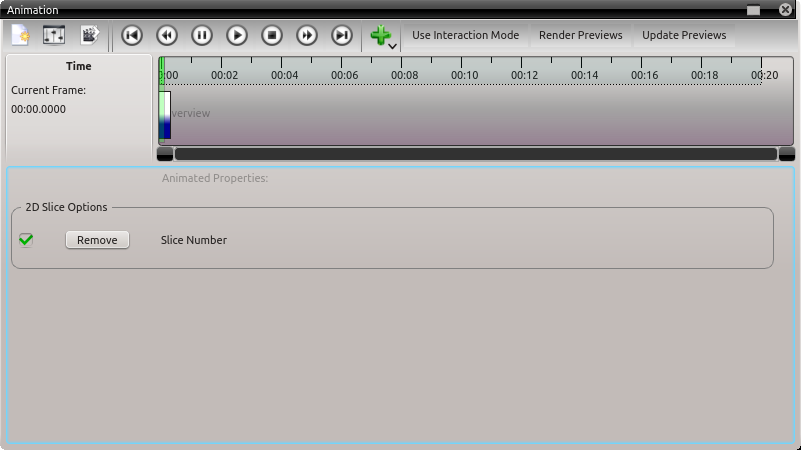 Animation
Use Interaction Mode Render Previews Update Previews
Time
:00 00:02 00:04 00:06 00:08 00:10 00:12 00:14 00:16 00:18 00:20
Current Frame:
00:00.0000
verview
Animated Properties:
2D Slice Options
Remove Slice Number